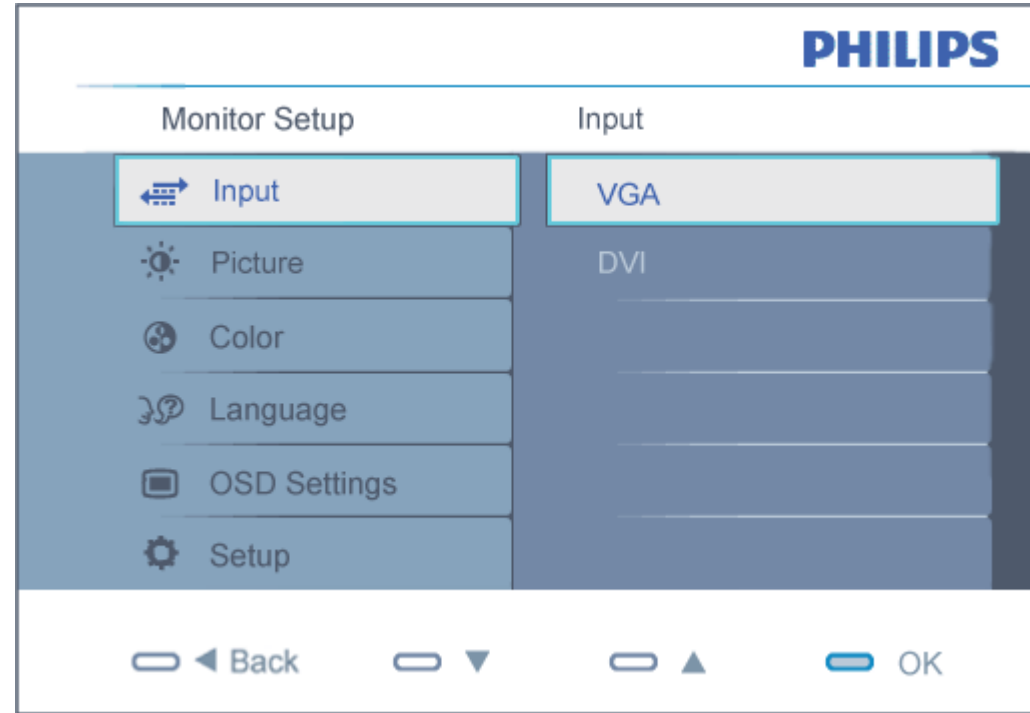 PHILIPS
Monitor Setup Input
Input VGA
Picture DVI
Color
Language
OSD Settings
Setup
Back OK